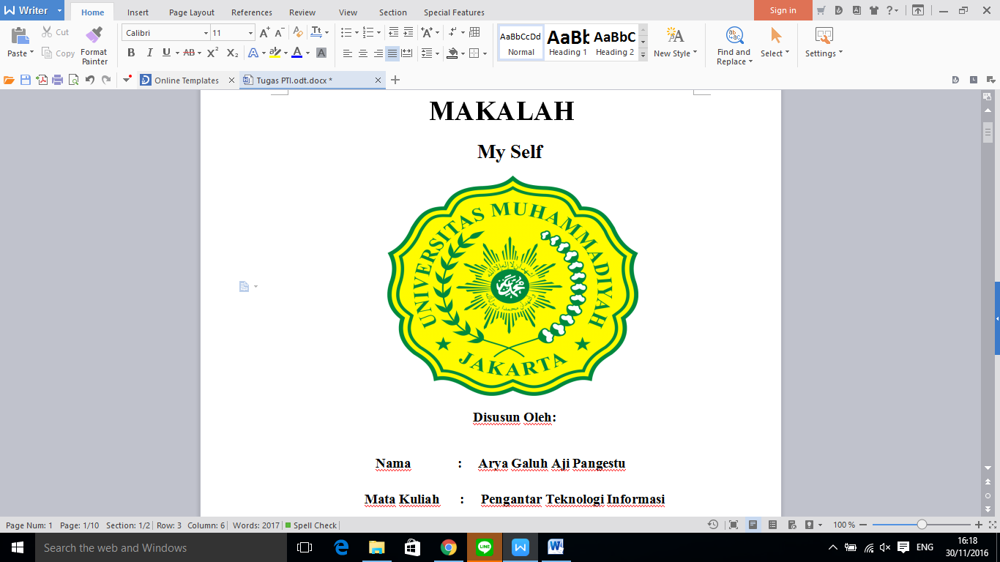 Writer
Home Insert Page Layout References Review View Section Special Features Sign in
Cut
Calibri 11
AaBbCcDd AaBb AaBbC
Paste Copy Format Painter B I U AB X² X₂ A A A Normal Heading 1 Heading 2 New Style Find and Replace Select Settings
Online Templates Tugas PTI.odt.docx *
MAKALAH
My Self
UNIVERSITAS MUHAMMADIYAH
JAKARTA
Disusun Oleh:
Nama : Arya Galuh Aji Pangestu
Mata Kuliah : Pengantar Teknologi Informasi
Page Num: 1 Page: 1/10 Section: 1/2 Row: 3 Column: 6 Words: 2017 Spell Check 100 %
Search the web and Windows ENG 16:18
30/11/2016